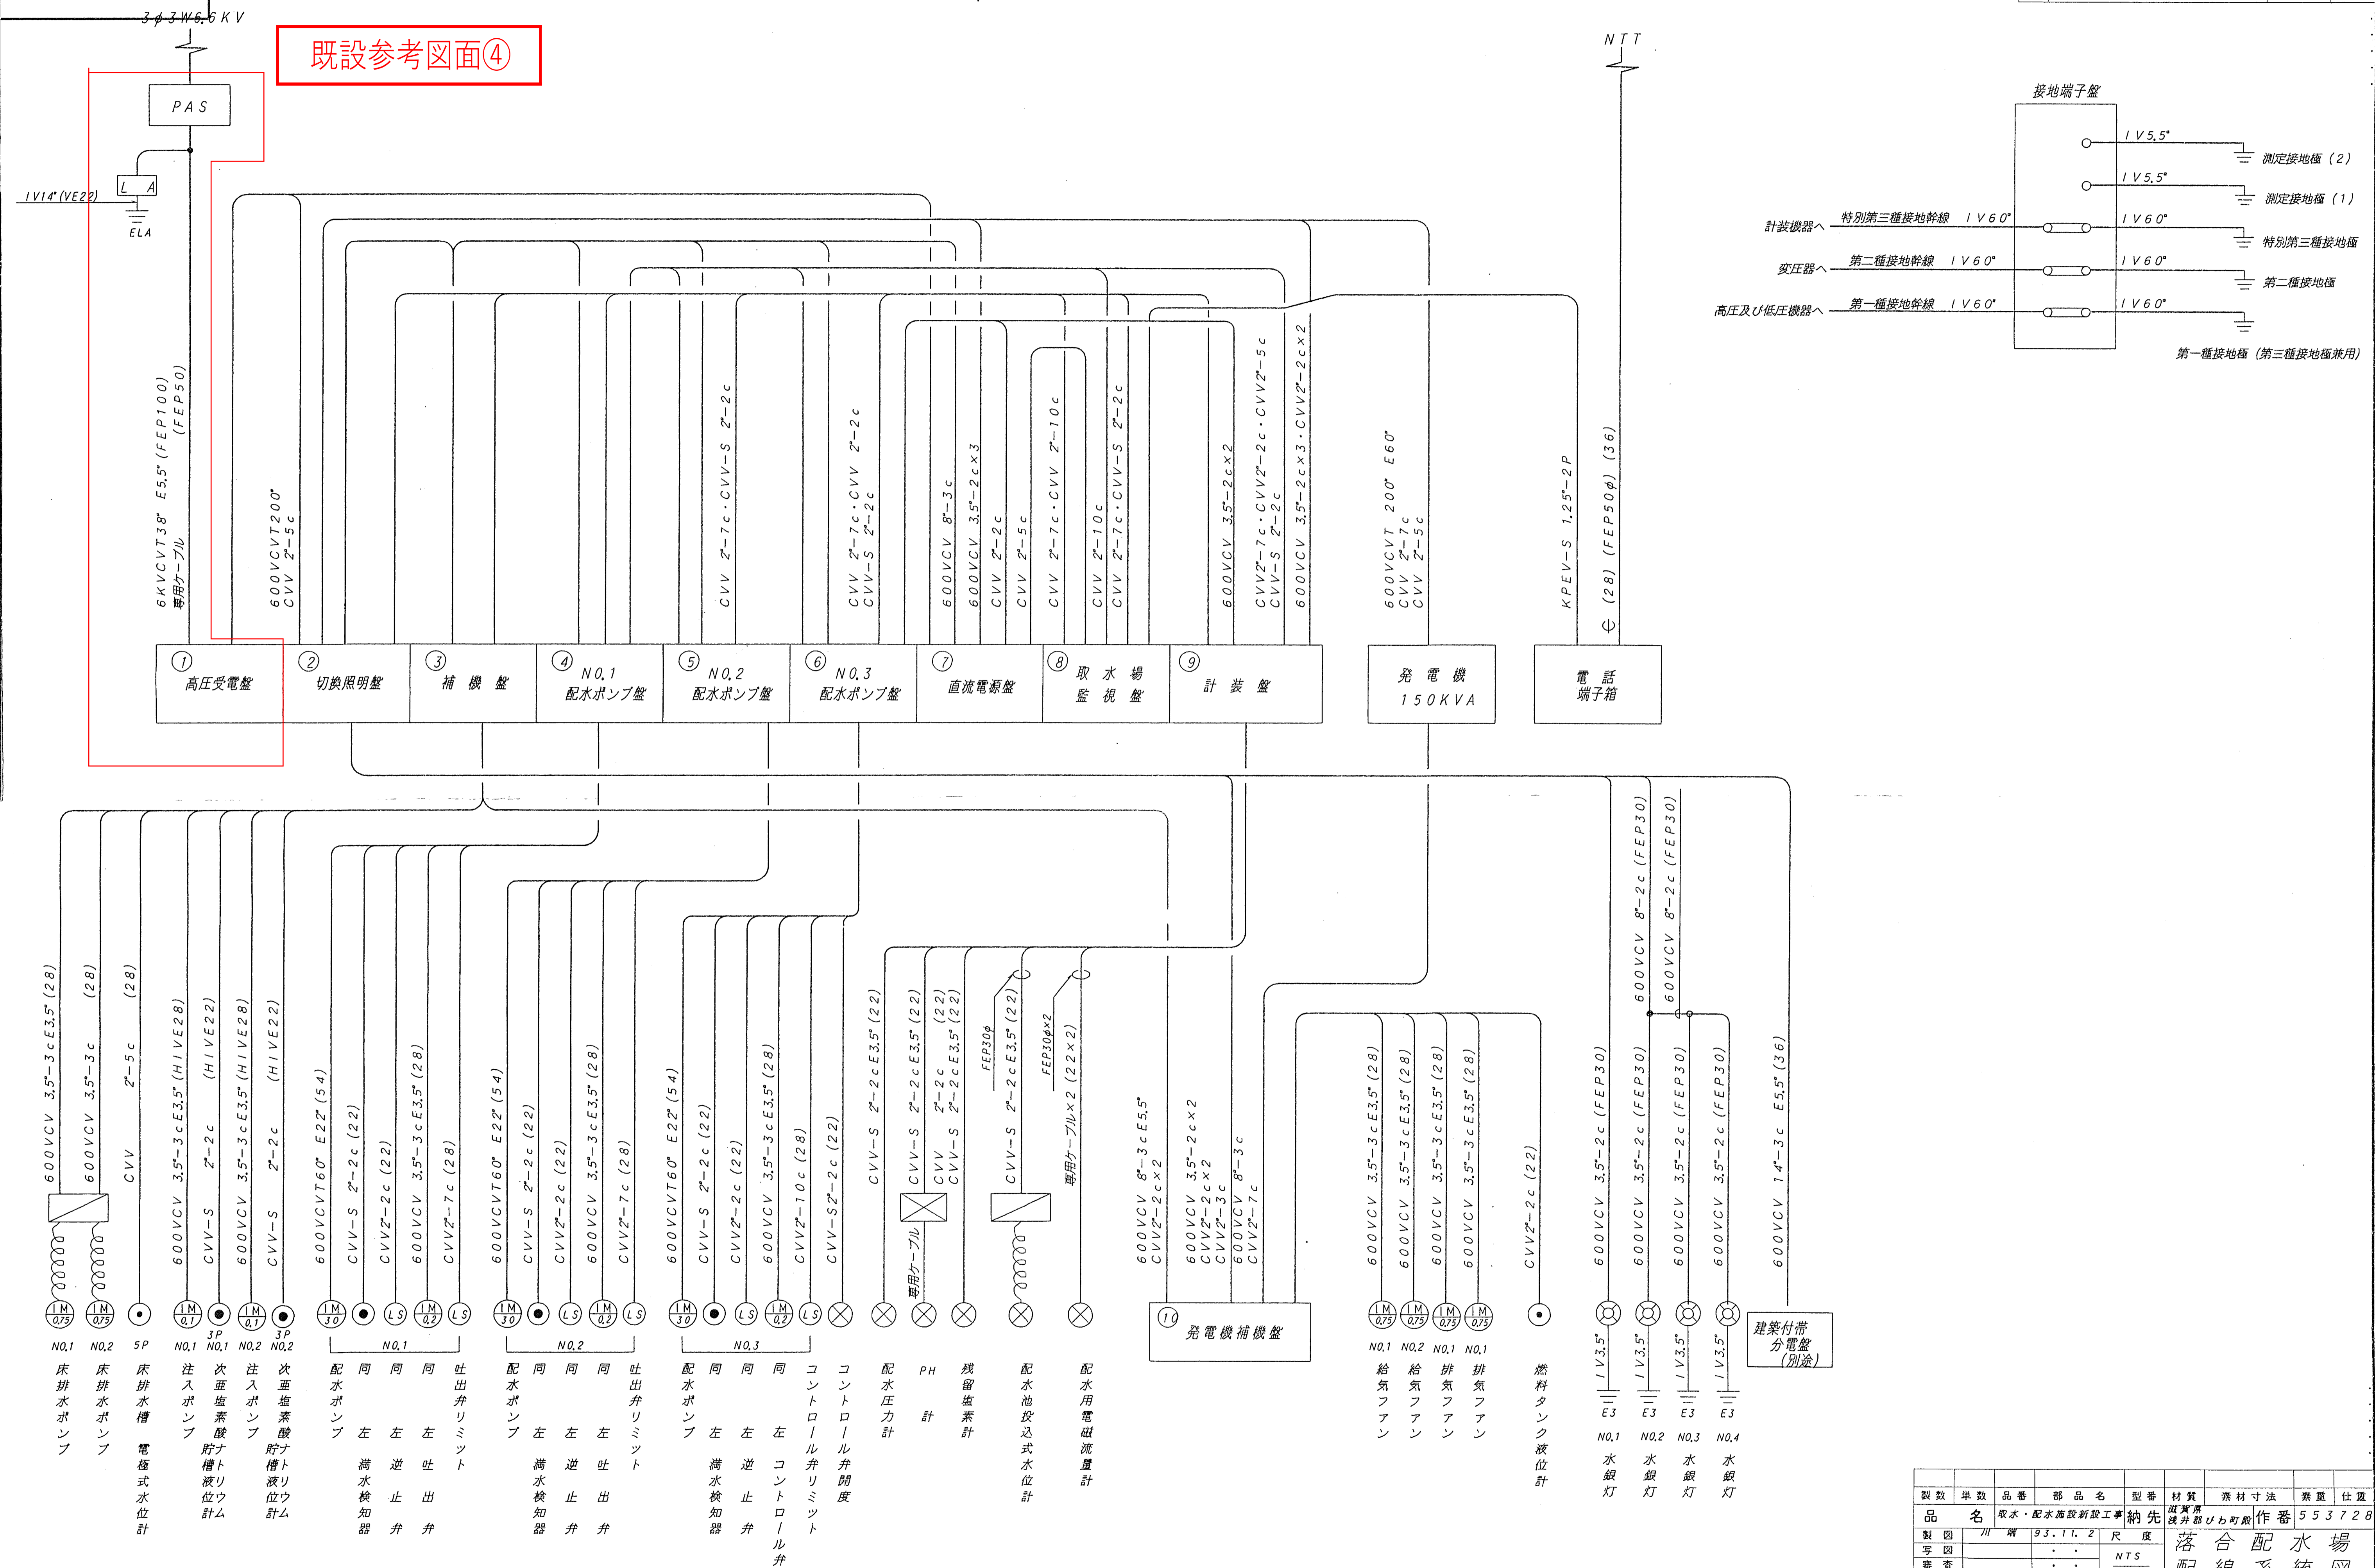 3φ3W6.6KV
既設参考図面④
PAS
LA
IV14°(VE22)
ELA
NTT
接地端子盤
IV5.5°
測定接地極(2)
IV5.5°
測定接地極(1)
計装機器へ 特別第三種接地幹線 IV60°
IV60°
特別第三種接地極
変圧器へ 第二種接地幹線 IV60°
IV60°
第二種接地極
高圧及び低圧機器へ 第一種接地幹線 IV60°
IV60°
第一種接地極(第三種接地極兼用)
6KVCVT38° E5.5°(FEP100)
専用ケーブル (FEP50)
600VCVT200°
CVV 2°-5c
CVV 2°-7c・CVV-S 2°-2c
CVV 2°-7c・CVV 2°-2c
CVV-S 2°-2c
600VCV 8°-3c
600VCV 3.5°-2c×3
CVV 2°-2c
CVV 2°-5c
CVV 2°-7c・CVV 2°-10c
CVV 2°-10c
CVV 2°-7c・CVV-S 2°-2c
600VCV 3.5°-2c×2
CVV2°-7c・CVV2°-2c・CVV2°-5c
CVV-S 2°-2c
600VCV 3.5°-2c×3・CVV2°-2c×2
600VCVT 200° E60°
CVV 2°-7c
CVV 2°-5c
KPEV-S 1.25°-2P
(28) (FEP50φ) (36)
① 高圧受電盤
② 切換照明盤
③ 補機盤
④ NO.1
配水ポンプ盤
⑤ NO.2
配水ポンプ盤
⑥ NO.3
配水ポンプ盤
⑦ 直流電源盤
⑧ 取水場
監視盤
⑨ 計装盤
発電機
150KVA
電話
端子箱
600VCV 3.5°-3cE3.5°(28)
600VCV 3.5°-3c (28)
CVV 2°-5c (28)
600VCV 3.5°-3cE3.5°(HIVE28)
CVV-S 2°-2c (HIVE22)
600VCV 3.5°-3cE3.5°(HIVE28)
CVV-S 2°-2c (HIVE22)
600VCVT60° E22°(54)
CVV-S 2°-2c(22)
CVV2°-2c(22)
600VCV 3.5°-3cE3.5°(28)
CVV2°-7c(28)
600VCVT60° E22°(54)
CVV-S 2°-2c(22)
CVV2°-2c(22)
600VCV 3.5°-3cE3.5°(28)
CVV2°-7c(28)
600VCVT60° E22°(54)
CVV-S 2°-2c(22)
CVV2°-2c(22)
600VCV 3.5°-3cE3.5°(28)
CVV2°-10c(28)
CVV-S2°-2c(22)
CVV-S 2°-2cE3.5°(22)
CVV-S 2°-2cE3.5°(22)
CVV 2°-2c (22)
CVV-S 2°-2cE3.5°(22)
専用ケーブル
FEP30φ
CVV-S 2°-2cE3.5°(22)
FEP30φ×2
専用ケーブル×2(22×2)
600VCV 8°-3cE5.5°
CVV2°-2c×2
600VCV 3.5°-2c×2
CVV2°-2c×2
CVV2°-3c
600VCV 8°-3c
CVV2°-7c
600VCV 3.5°-3cE3.5°(28)
600VCV 3.5°-3cE3.5°(28)
600VCV 3.5°-3cE3.5°(28)
600VCV 3.5°-3cE3.5°(28)
CVV2°-2c(22)
600VCV 8°-2c(FEP30)
600VCV 8°-2c(FEP30)
600VCV 3.5°-2c(FEP30)
600VCV 3.5°-2c(FEP30)
600VCV 3.5°-2c(FEP30)
600VCV 3.5°-2c(FEP30)
600VCV 14°-3c E5.5°(36)
IM 0.75
IM 0.75
IM 0.1
IM 0.1
IM 30
LS
IM 0.2
LS
IM 30
LS
IM 0.2
LS
IM 30
LS
IM 0.2
LS
⑩ 発電機補機盤
IM 0.75
IM 0.75
IM 0.75
IM 0.75
建築付帯
分電盤
(別途)
NO.1 床排水ポンプ
NO.2 床排水ポンプ
5P 床排水槽 電極式水位計
NO.1 注入ポンプ
3P NO.1 次亜塩素酸ナトリウム貯槽液位計
NO.2 注入ポンプ
3P NO.2 次亜塩素酸ナトリウム貯槽液位計
NO.1
配水ポンプ
同左 満水検知器
同左 逆止弁
同左 吐出弁
吐出弁リミット
NO.2
配水ポンプ
同左 満水検知器
同左 逆止弁
同左 吐出弁
吐出弁リミット
NO.3
配水ポンプ
同左 満水検知器
同左 逆止弁
同左 コントロール弁
コントロール弁リミット
コントロール弁開度
配水圧力計
PH計
残留塩素計
配水池投込式水位計
配水用電磁流量計
NO.1 給気ファン
NO.2 給気ファン
NO.1 排気ファン
NO.1 排気ファン
燃料タンク液位計
IV3.5°
IV3.5°
IV3.5°
IV3.5°
E3
E3
E3
E3
NO.1 水銀灯
NO.2 水銀灯
NO.3 水銀灯
NO.4 水銀灯
製数 単数 品番 部品名 型番 材質 素材寸法 素重 仕重
品名 取水・配水施設新設工事 納先 滋賀県浅井郡びわ町殿 作番 553728
製図 川端 93.11.2 尺度
写図 NTS
審査
落合配水場
配線系統図